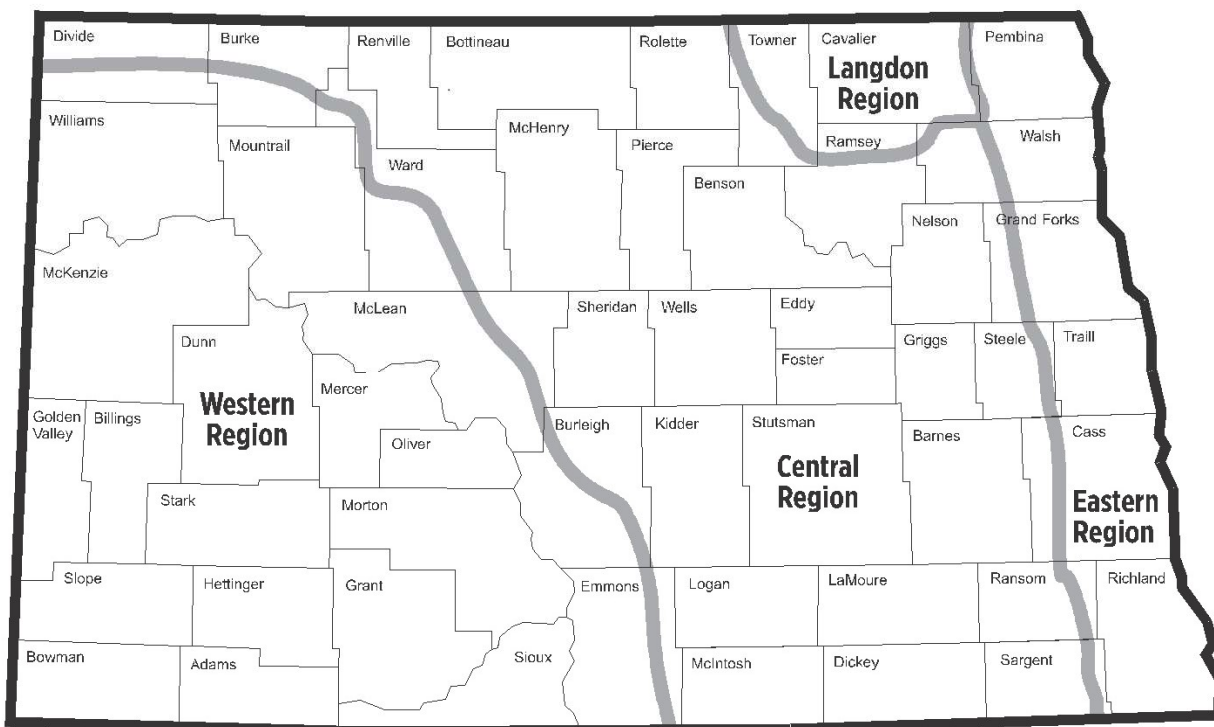 Divide
Burke
Renville
Bottineau
Rolette
Towner
Cavalier
Pembina
Langdon
Region
Williams
Mountrail
Ward
McHenry
Pierce
Benson
Ramsey
Walsh
Nelson
Grand Forks
McKenzie
McLean
Sheridan
Wells
Eddy
Dunn
Mercer
Foster
Griggs
Steele
Traill
Western
Region
Golden
Valley
Billings
Oliver
Burleigh
Kidder
Stutsman
Barnes
Cass
Central
Region
Eastern
Region
Stark
Morton
Slope
Hettinger
Grant
Emmons
Logan
LaMoure
Ransom
Richland
Bowman
Adams
Sioux
McIntosh
Dickey
Sargent